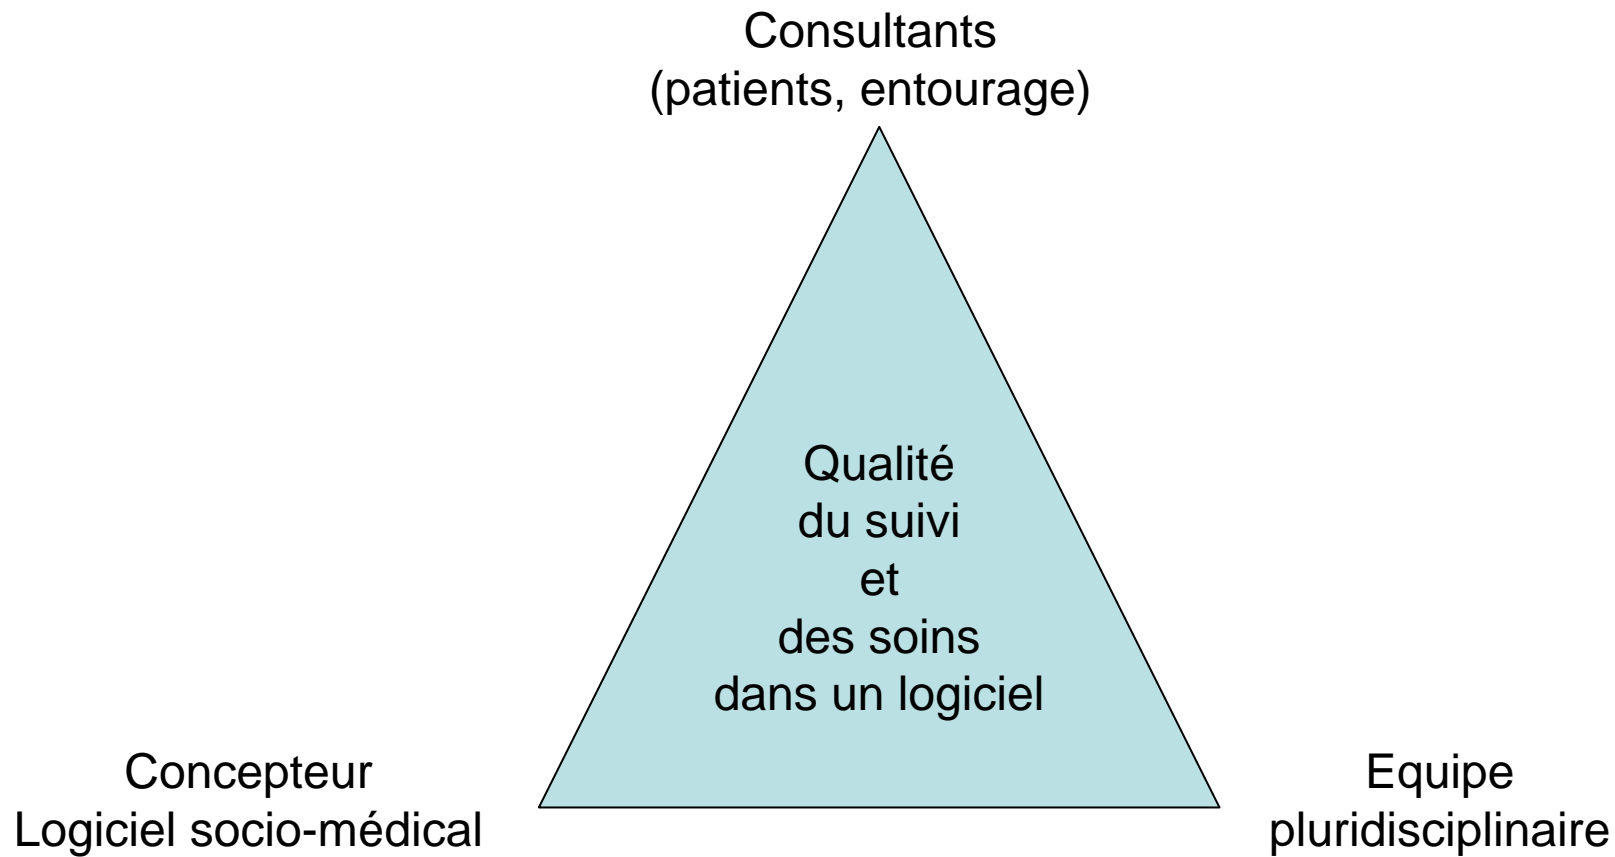 Consultants
(patients, entourage)
Qualité
du suivi
et
des soins
dans un logiciel
Concepteur
Logiciel socio-médical
Equipe
pluridisciplinaire